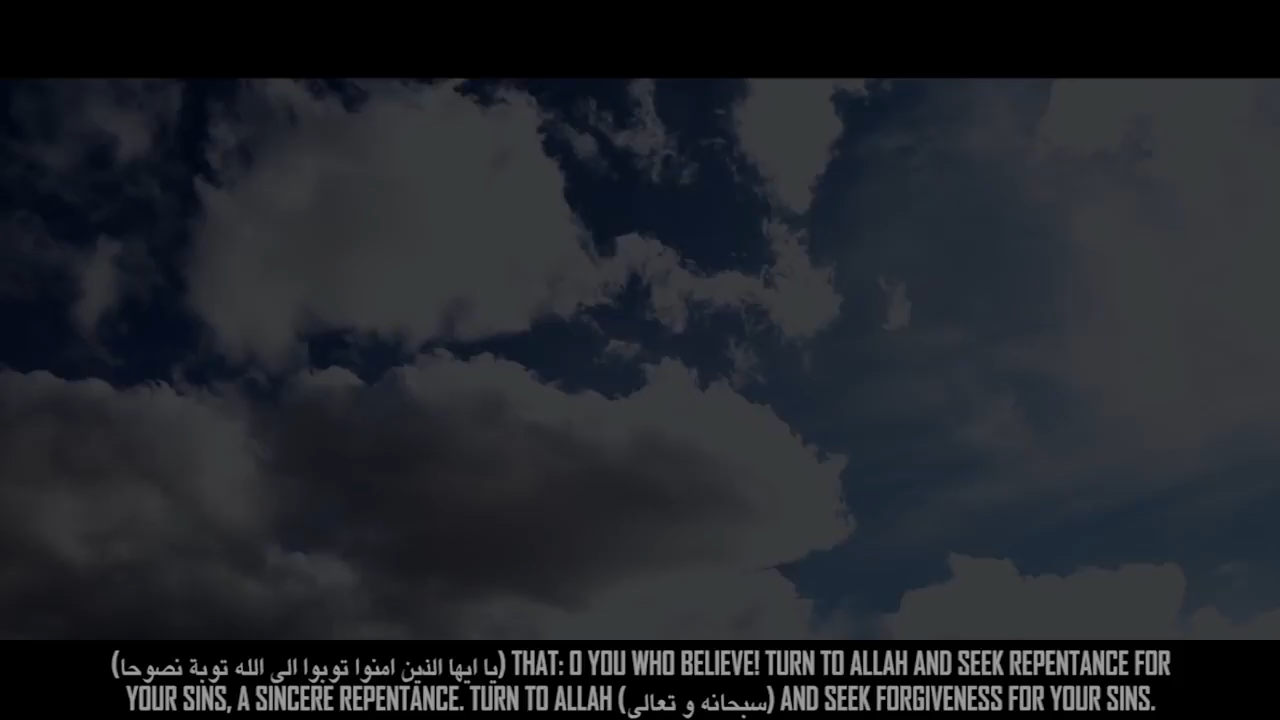 (يا ايها الذين امنوا توبوا الى الله توبة نصوحا) THAT: O YOU WHO BELIEVE! TURN TO ALLAH AND SEEK REPENTANCE FOR
YOUR SINS, A SINCERE REPENTANCE. TURN TO ALLAH (سبحانه و تعالى) AND SEEK FORGIVENESS FOR YOUR SINS.